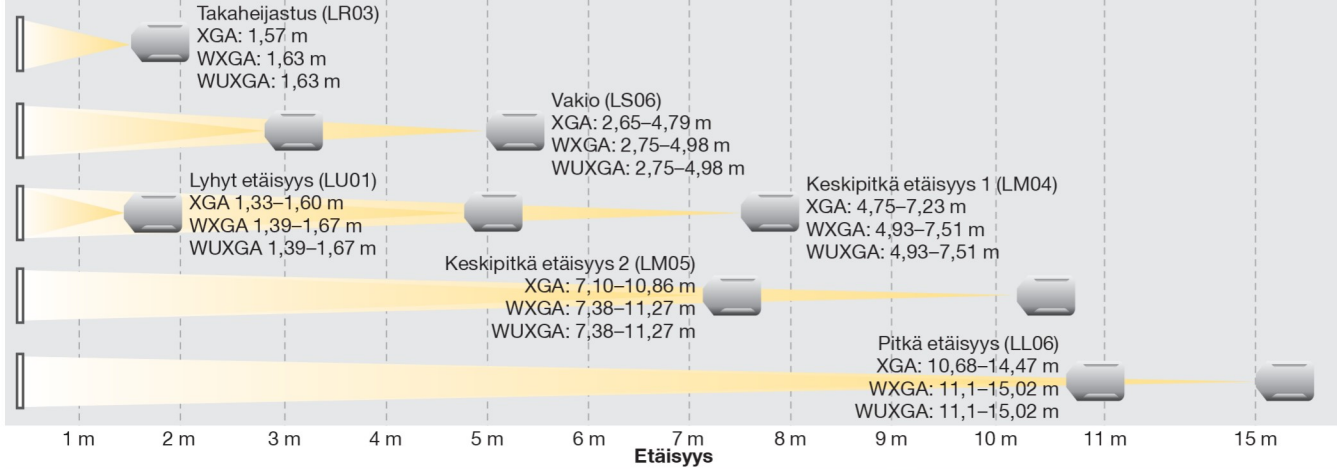 Takaheijastus (LR03)
XGA: 1,57 m
WXGA: 1,63 m
WUXGA: 1,63 m
Vakio (LS06)
XGA: 2,65–4,79 m
WXGA: 2,75–4,98 m
WUXGA: 2,75–4,98 m
Lyhyt etäisyys (LU01)
XGA 1,33–1,60 m
WXGA 1,39–1,67 m
WUXGA 1,39–1,67 m
Keskipitkä etäisyys 1 (LM04)
XGA: 4,75–7,23 m
WXGA: 4,93–7,51 m
WUXGA: 4,93–7,51 m
Keskipitkä etäisyys 2 (LM05)
XGA: 7,10–10,86 m
WXGA: 7,38–11,27 m
WUXGA: 7,38–11,27 m
Pitkä etäisyys (LL06)
XGA: 10,68–14,47 m
WXGA: 11,1–15,02 m
WUXGA: 11,1–15,02 m
1 m 2 m 3 m 4 m 5 m 6 m 7 m 8 m 9 m 10 m 11 m 15 m
Etäisyys